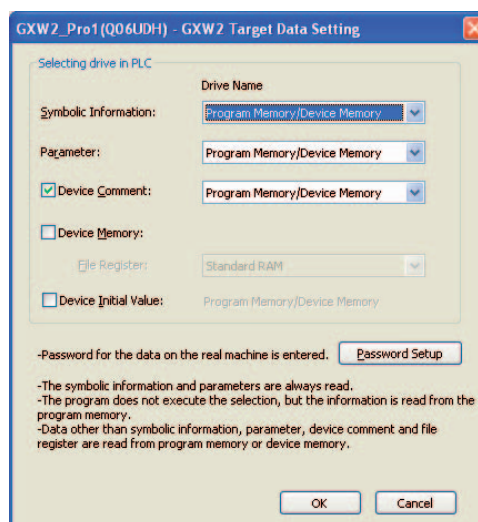 GXW2_Pro1(Q06UDH) - GXW2 Target Data Setting
Selecting drive in PLC
Drive Name
Symbolic Information: Program Memory/Device Memory
Parameter: Program Memory/Device Memory
Device Comment: Program Memory/Device Memory
Device Memory:
File Register: Standard RAM
Device Initial Value: Program Memory/Device Memory
-Password for the data on the real machine is entered. Password Setup
-The symbolic information and parameters are always read.
-The program does not execute the selection, but the information is read from the
program memory.
-Data other than symbolic information, parameter, device comment and file
register are read from program memory or device memory.
OK Cancel